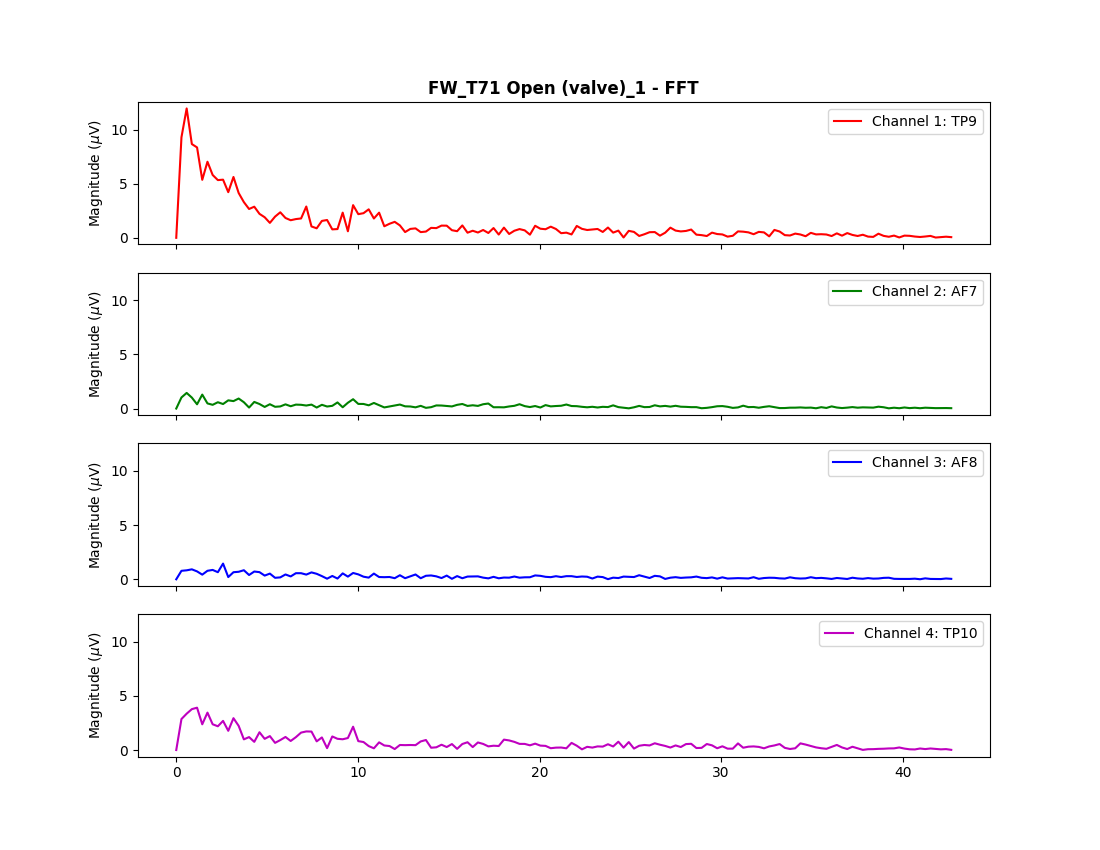 FW_T71 Open (valve)_1 - FFT
Magnitude (μV)
10
5
0
Channel 1: TP9
Magnitude (μV)
10
5
0
Channel 2: AF7
Magnitude (μV)
10
5
0
Channel 3: AF8
Magnitude (μV)
10
5
0
Channel 4: TP10
0 10 20 30 40